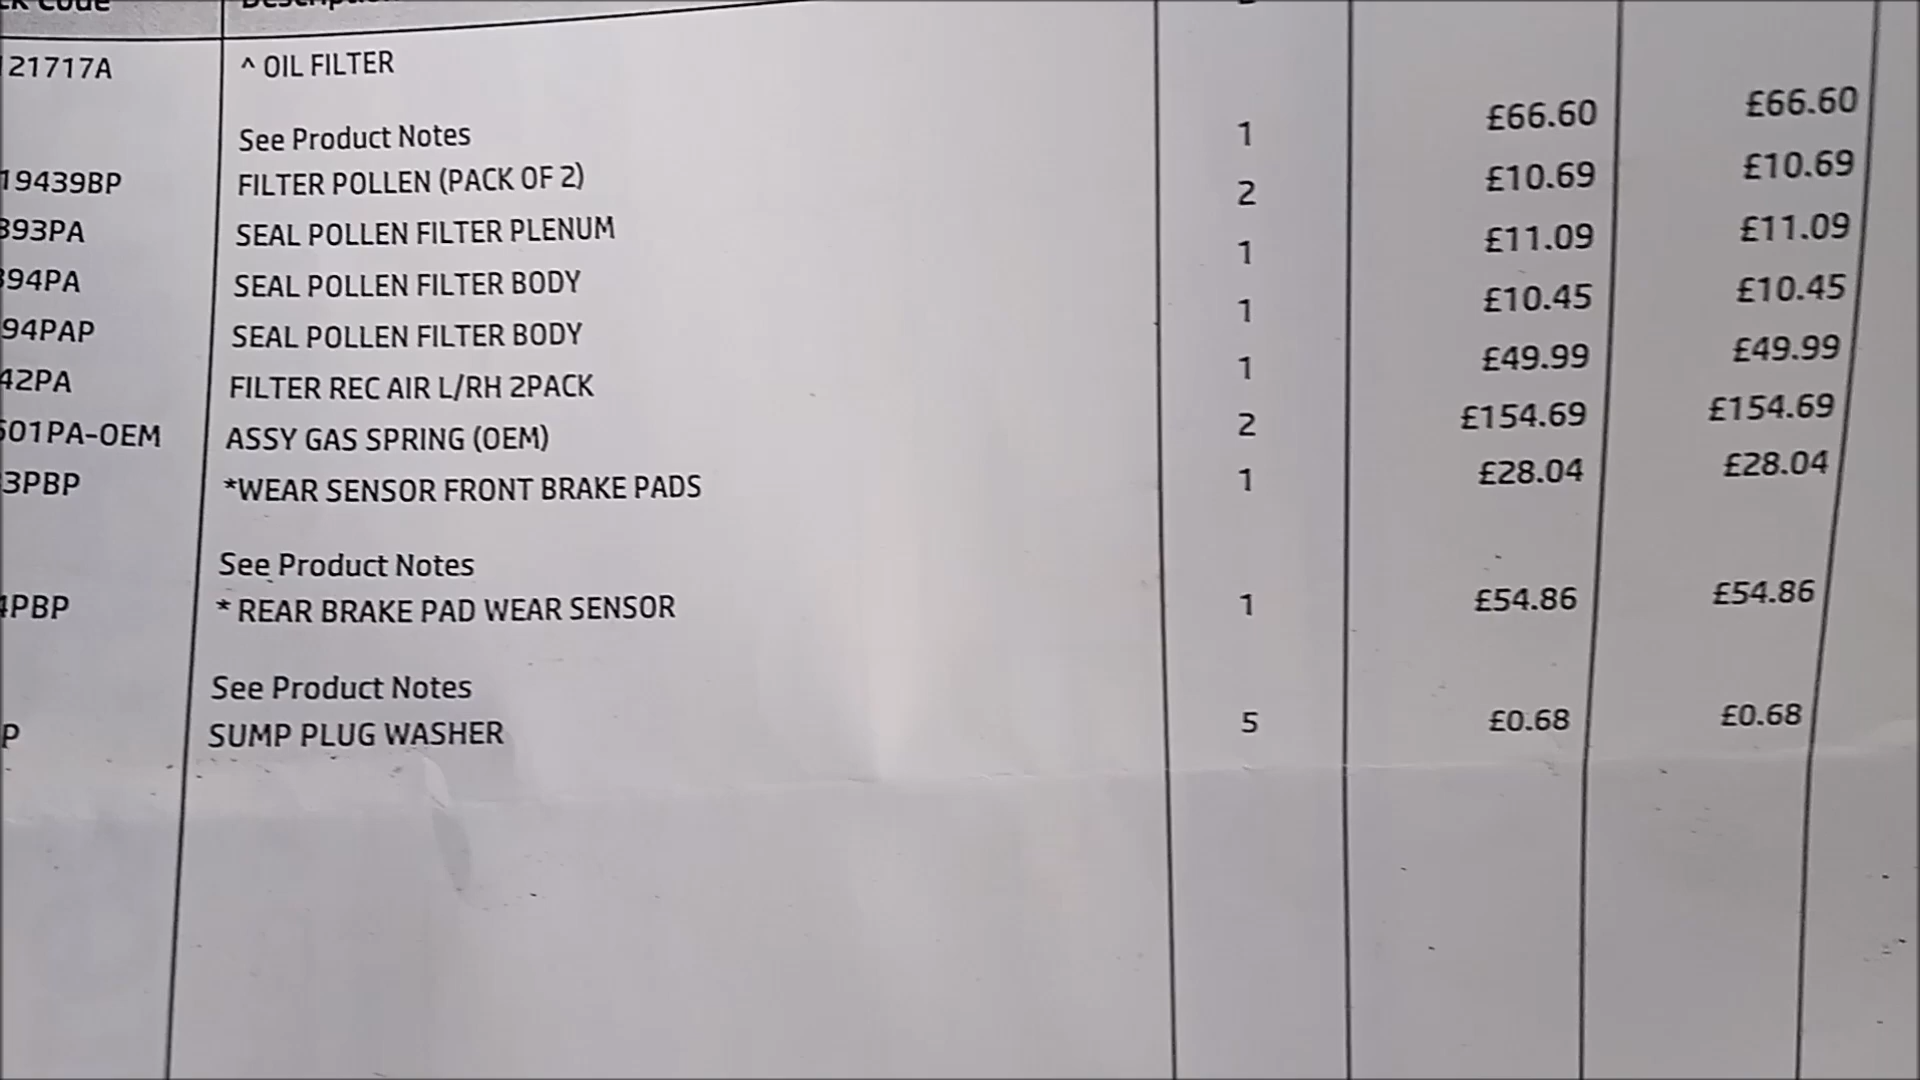 21717A ^ OIL FILTER
See Product Notes
19439BP FILTER POLLEN (PACK OF 2) 1 £66.60 £66.60
393PA SEAL POLLEN FILTER PLENUM 2 £10.69 £10.69
94PA SEAL POLLEN FILTER BODY 1 £11.09 £11.09
94PAP SEAL POLLEN FILTER BODY 1 £10.45 £10.45
42PA FILTER REC AIR L/RH 2PACK 1 £49.99 £49.99
501PA-OEM ASSY GAS SPRING (OEM) 2 £154.69 £154.69
3PBP *WEAR SENSOR FRONT BRAKE PADS 1 £28.04 £28.04
See Product Notes
4PBP * REAR BRAKE PAD WEAR SENSOR 1 £54.86 £54.86
See Product Notes
P SUMP PLUG WASHER 5 £0.68 £0.68